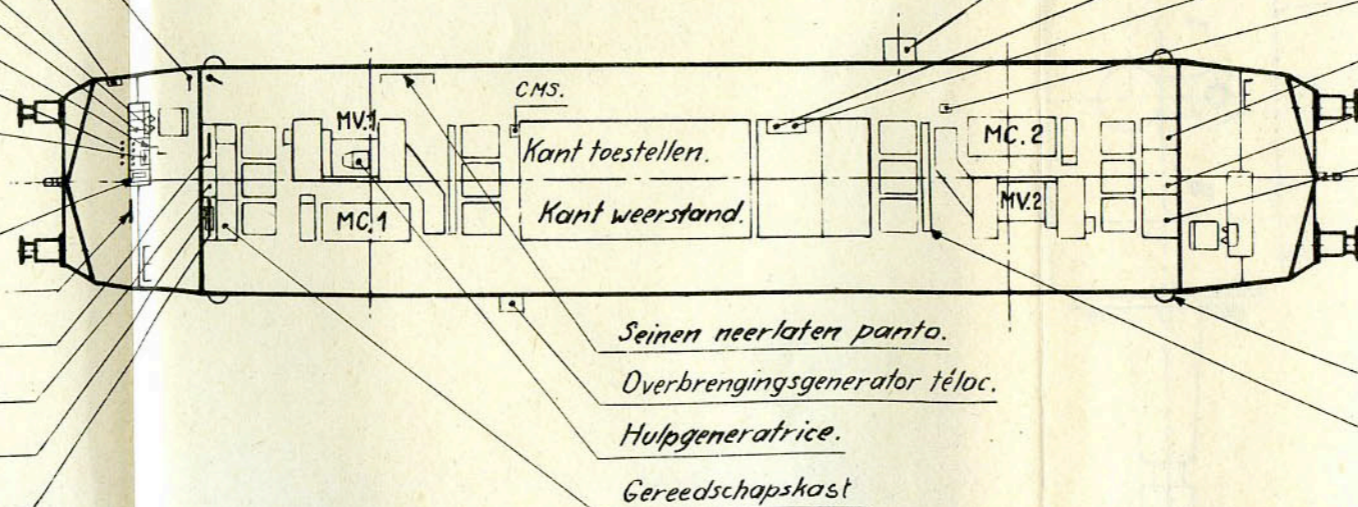 CMS.
MV.1
MC.2
Kant toestellen.
Kant weerstand.
MC.1
MV.2
Seinen neerlaten panto.
Overbrengingsgenerator téloc.
Hulpgeneratrice.
Gereedschapskast